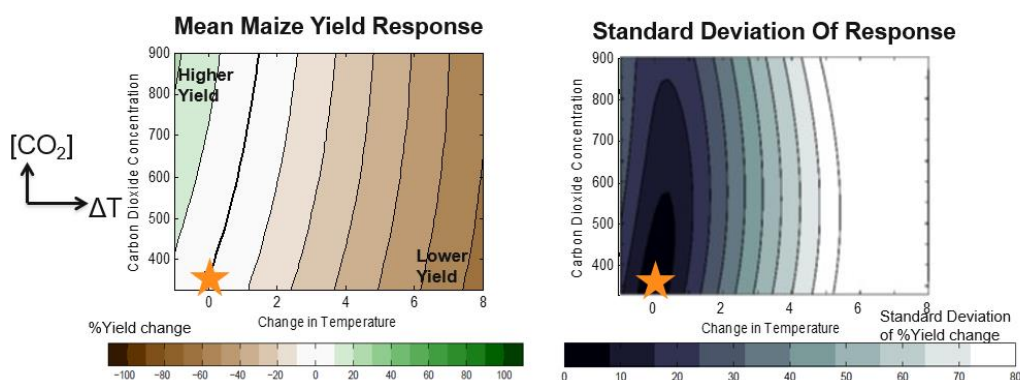 Mean Maize Yield Response
900
800
700
600
500
400
Carbon Dioxide Concentration
Higher
Yield
Lower
Yield
0
2
4
6
8
Change in Temperature
[CO₂]
ΔT
%Yield change
−100 −80 −60 −40 −20 0 20 40 60 80 100
Standard Deviation Of Response
900
800
700
600
500
400
Carbon Dioxide Concentration
0
2
4
6
8
Change in Temperature
Standard Deviation
of %Yield change
0 10 20 30 40 50 60 70 80